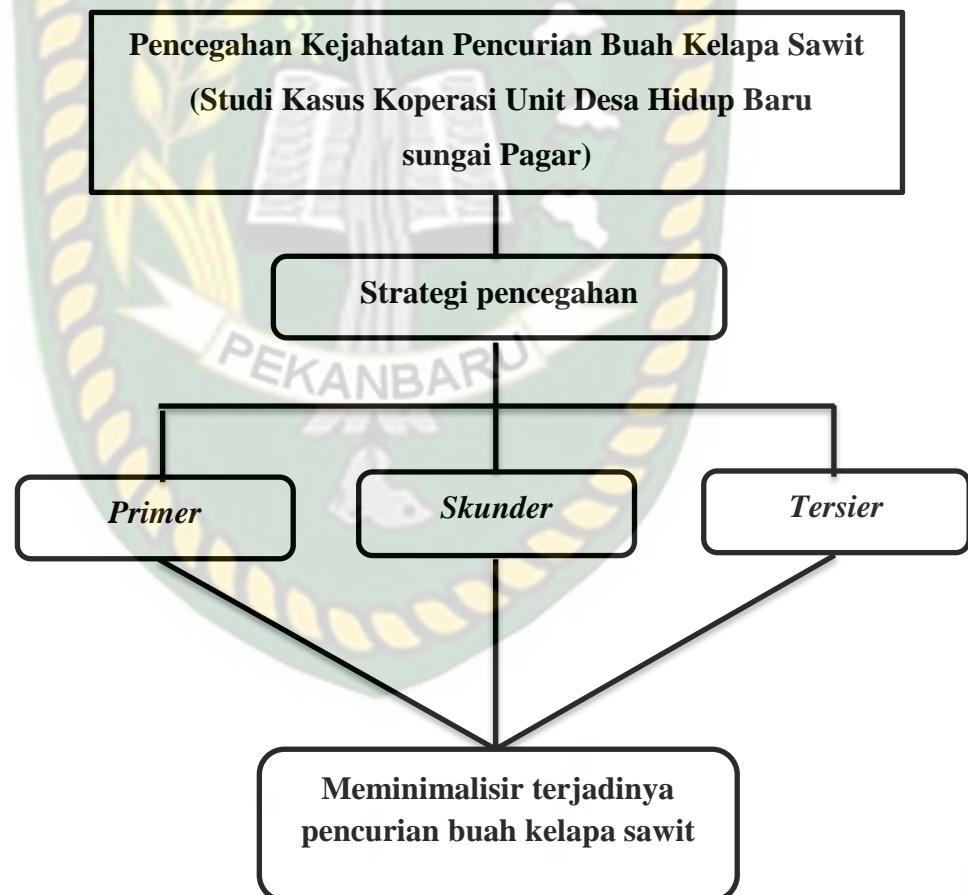 Pencegahan Kejahatan Pencurian Buah Kelapa Sawit
(Studi Kasus Koperasi Unit Desa Hidup Baru
sungai Pagar)
Strategi pencegahan
PEKANBARU
Primer
Skunder
Tersier
Meminimalisir terjadinya
pencurian buah kelapa sawit